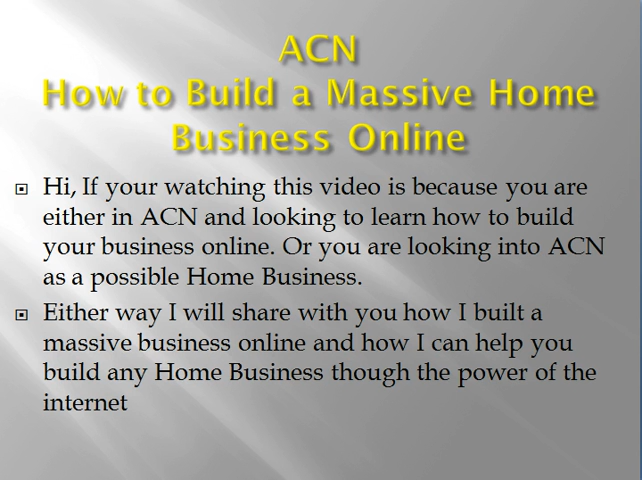 ACN
How to Build a Massive Home
Business Online
Hi, If your watching this video is because you are
either in ACN and looking to learn how to build
your business online. Or you are looking into ACN
as a possible Home Business.
Either way I will share with you how I built a
massive business online and how I can help you
build any Home Business though the power of the
internet